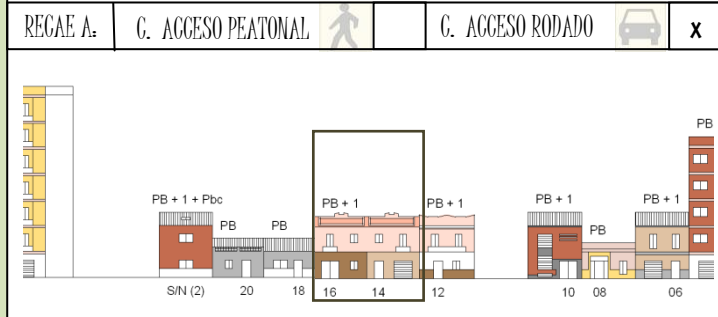 RECAE A: C. ACCESO PEATONAL C. ACCESO RODADO X
PB
PB + 1 + Pbc PB PB PB + 1 PB + 1 PB + 1 PB PB + 1
S/N (2) 20 18 16 14 12 10 08 06